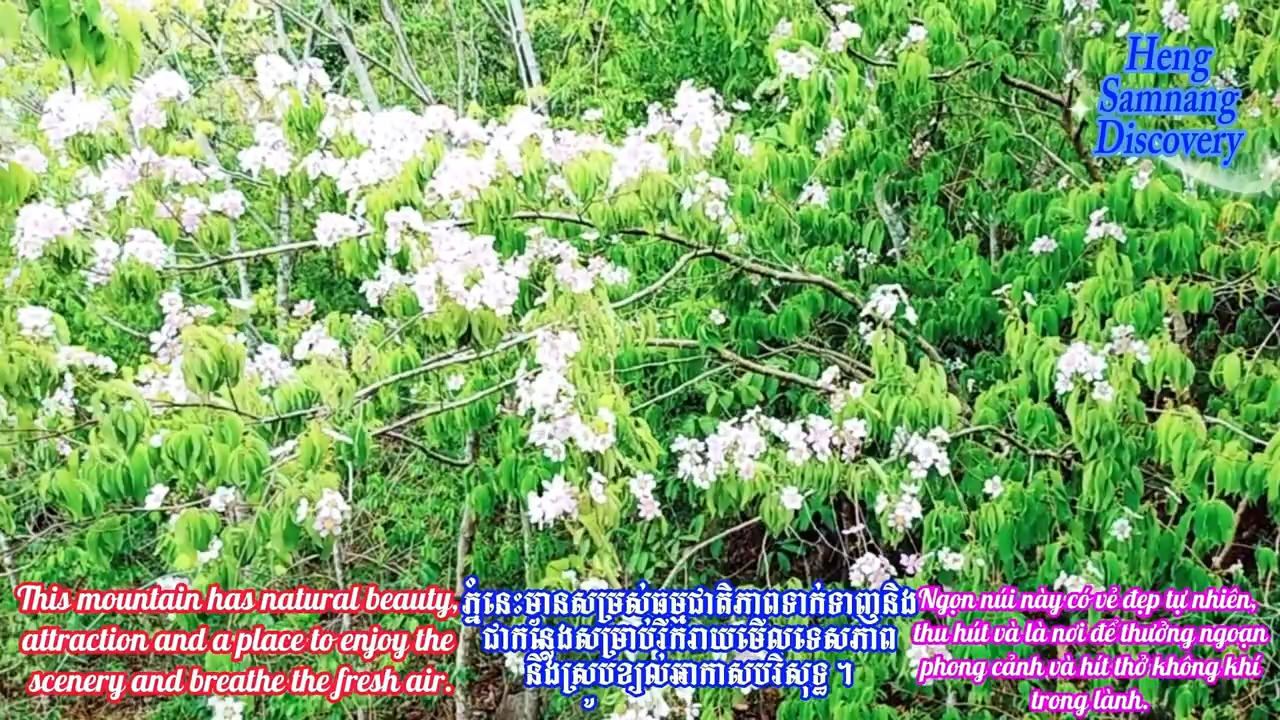 Heng
Samnang
Discovery
This mountain has natural beauty,
attraction and a place to enjoy the
scenery and breathe the fresh air.
ភ្នំនេះមានសម្រស់ធម្មជាតិភាពទាក់ទាញនិង
ជាកន្លែងសម្រាប់រីករាយមើលទេសភាព
និងស្រូបខ្យល់អាកាសបរិសុទ្ធ ។
Ngọn núi này có vẻ đẹp tự nhiên,
thu hút và là nơi để thưởng ngoạn
phong cảnh và hít thở không khí
trong lành.